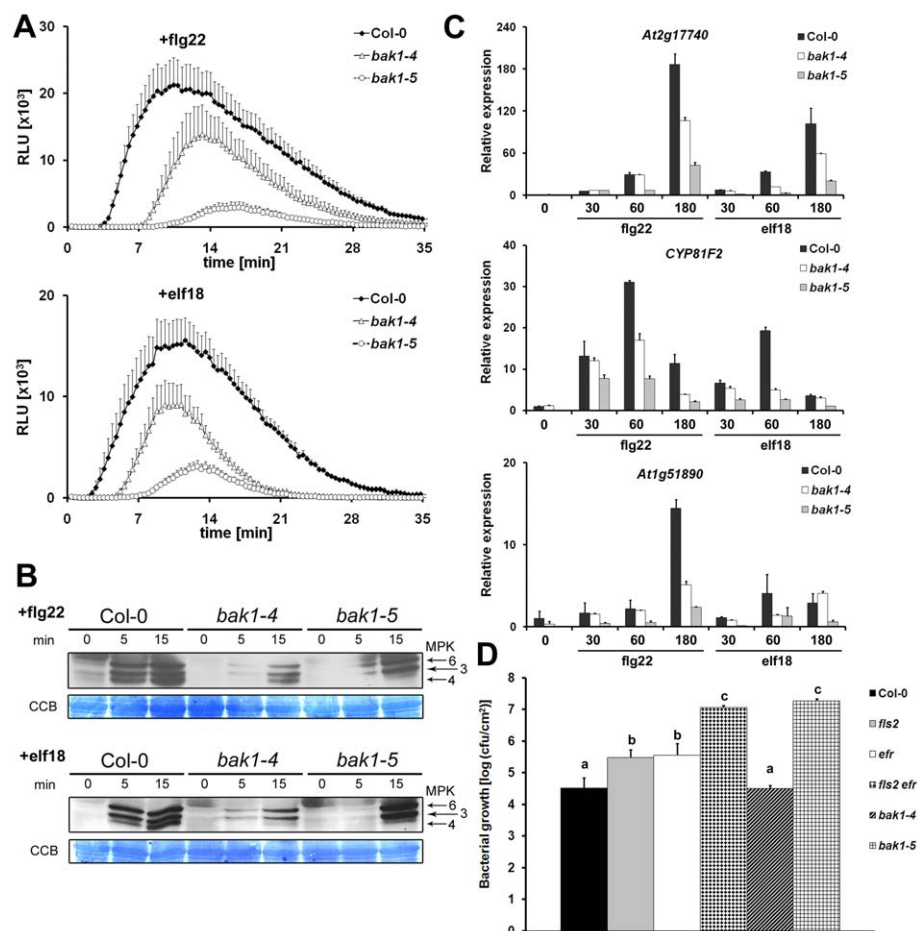 A
+flg22
Col-0
bak1-4
bak1-5
RLU [x10³]
30
20
10
0
0 7 14 21 28 35
time [min]
+elf18
Col-0
bak1-4
bak1-5
RLU [x10³]
20
10
0
0 7 14 21 28 35
time [min]
B
+flg22 Col-0 bak1-4 bak1-5
min 0 5 15 0 5 15 0 5 15 MPK
6
3
4
CCB
+elf18 Col-0 bak1-4 bak1-5
min 0 5 15 0 5 15 0 5 15 MPK
6
3
4
CCB
C
At2g17740
Col-0
bak1-4
bak1-5
Relative expression
240
180
120
60
0
0 30 60 180 30 60 180
flg22 elf18
CYP81F2
Col-0
bak1-4
bak1-5
Relative expression
40
30
20
10
0
0 30 60 180 30 60 180
flg22 elf18
At1g51890
Col-0
bak1-4
bak1-5
Relative expression
20
10
0
0 30 60 180 30 60 180
flg22 elf18
D
Bacterial growth [log (cfu/cm²)]
8
7
6
5
4
3
2
1
0
a b b c a c
Col-0
fls2
efr
fls2 efr
bak1-4
bak1-5